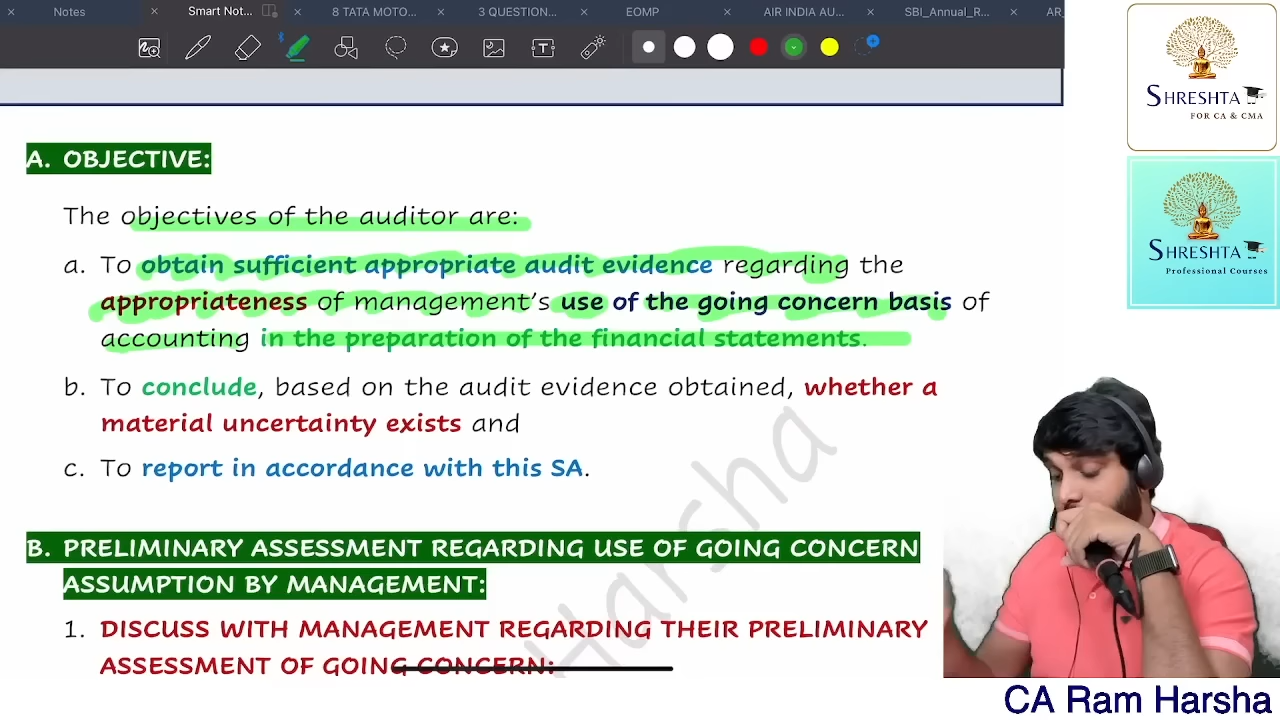 Notes
Smart Not...
8 TATA MOTO...
3 QUESTION...
EOMP
AIR INDIA AU...
SBI_Annual_R...
AR_
T
SHRESHTA
FOR CA & CMA
SHRESHTA
Professional Courses
A. OBJECTIVE:
The objectives of the auditor are:
a. To obtain sufficient appropriate audit evidence regarding the
appropriateness of management's use of the going concern basis of
accounting in the preparation of the financial statements.
b. To conclude, based on the audit evidence obtained, whether a
material uncertainty exists and
c. To report in accordance with this SA.
Harsha
B. PRELIMINARY ASSESSMENT REGARDING USE OF GOING CONCERN
ASSUMPTION BY MANAGEMENT:
1. DISCUSS WITH MANAGEMENT REGARDING THEIR PRELIMINARY
ASSESSMENT OF GOING CONCERN:
CA Ram Harsha